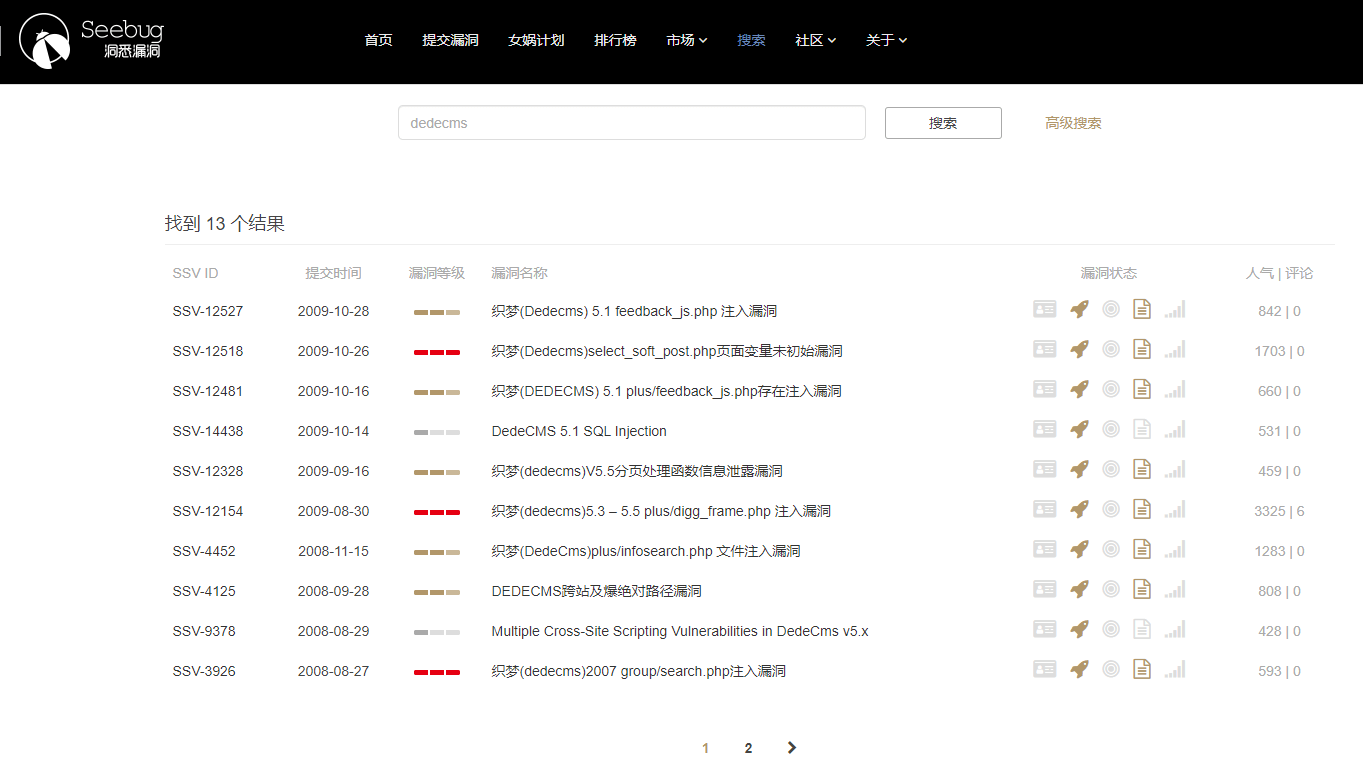 Seebug
洞悉漏洞
首页 提交漏洞 女娲计划 排行榜 市场 搜索 社区 关于
dedecms 搜索 高级搜索
找到 13 个结果
SSV ID 提交时间 漏洞等级 漏洞名称 漏洞状态 人气 | 评论
SSV-12527 2009-10-28 织梦(Dedecms) 5.1 feedback_js.php 注入漏洞 842 | 0
SSV-12518 2009-10-26 织梦(Dedecms)select_soft_post.php页面变量未初始漏洞 1703 | 0
SSV-12481 2009-10-16 织梦(DEDECMS) 5.1 plus/feedback_js.php存在注入漏洞 660 | 0
SSV-14438 2009-10-14 DedeCMS 5.1 SQL Injection 531 | 0
SSV-12328 2009-09-16 织梦(dedecms)V5.5分页处理函数信息泄露漏洞 459 | 0
SSV-12154 2009-08-30 织梦(dedecms)5.3 – 5.5 plus/digg_frame.php 注入漏洞 3325 | 6
SSV-4452 2008-11-15 织梦(DedeCms)plus/infosearch.php 文件注入漏洞 1283 | 0
SSV-4125 2008-09-28 DEDECMS跨站及爆绝对路径漏洞 808 | 0
SSV-9378 2008-08-29 Multiple Cross-Site Scripting Vulnerabilities in DedeCms v5.x 428 | 0
SSV-3926 2008-08-27 织梦(dedecms)2007 group/search.php注入漏洞 593 | 0
1 2